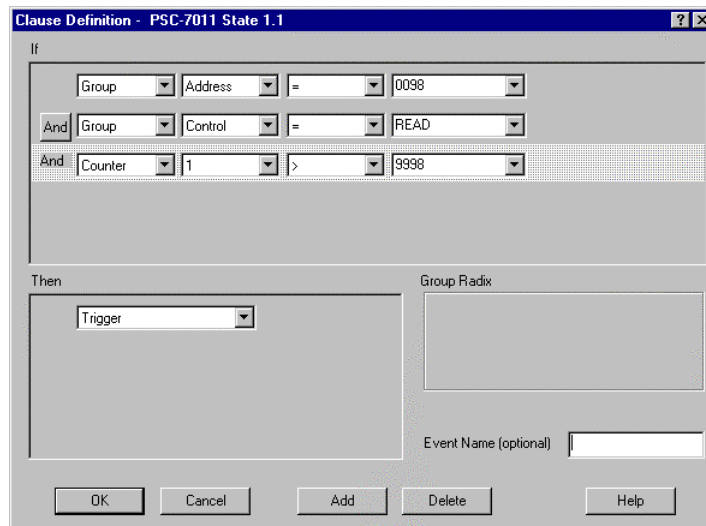 Clause Definition - PSC-7011 State 1.1
If
Group Address = 0098
And Group Control = READ
And Counter 1 > 9998
Then
Group Radix
Trigger
Event Name (optional)
OK Cancel Add Delete Help